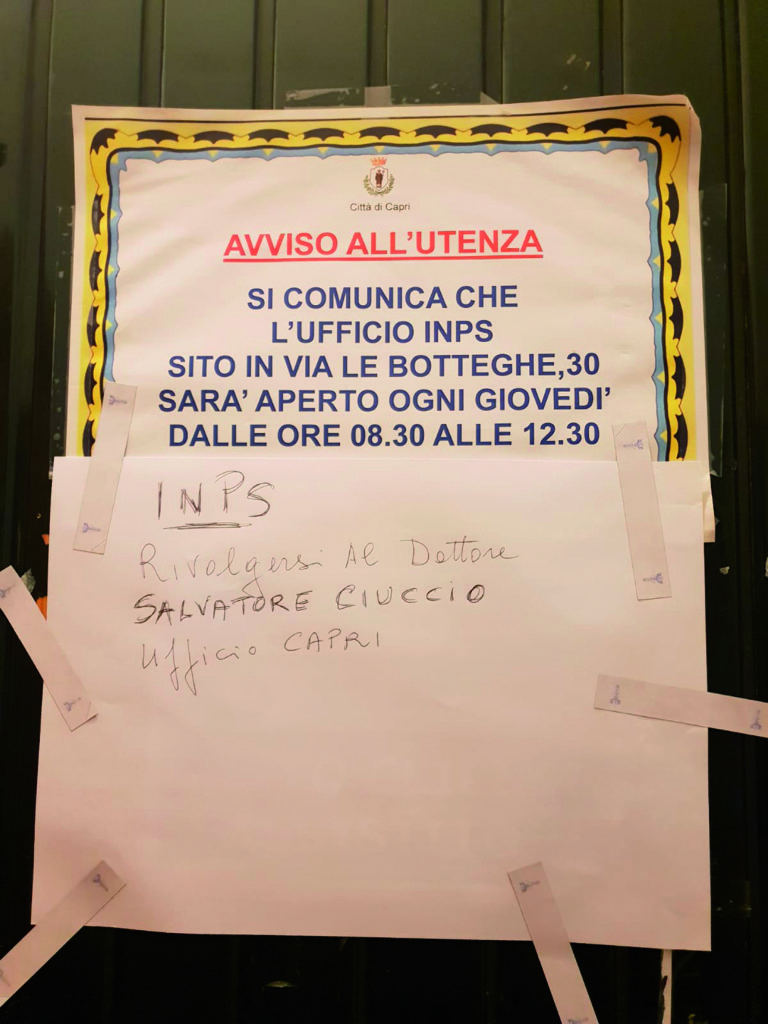 Città di Capri
AVVISO ALL'UTENZA
SI COMUNICA CHE
L'UFFICIO INPS
SITO IN VIA LE BOTTEGHE,30
SARA' APERTO OGNI GIOVEDI'
DALLE ORE 08.30 ALLE 12.30
INPS
Rivolgersi Al Dottore
SALVATORE CIUCCIO
Ufficio CAPRI